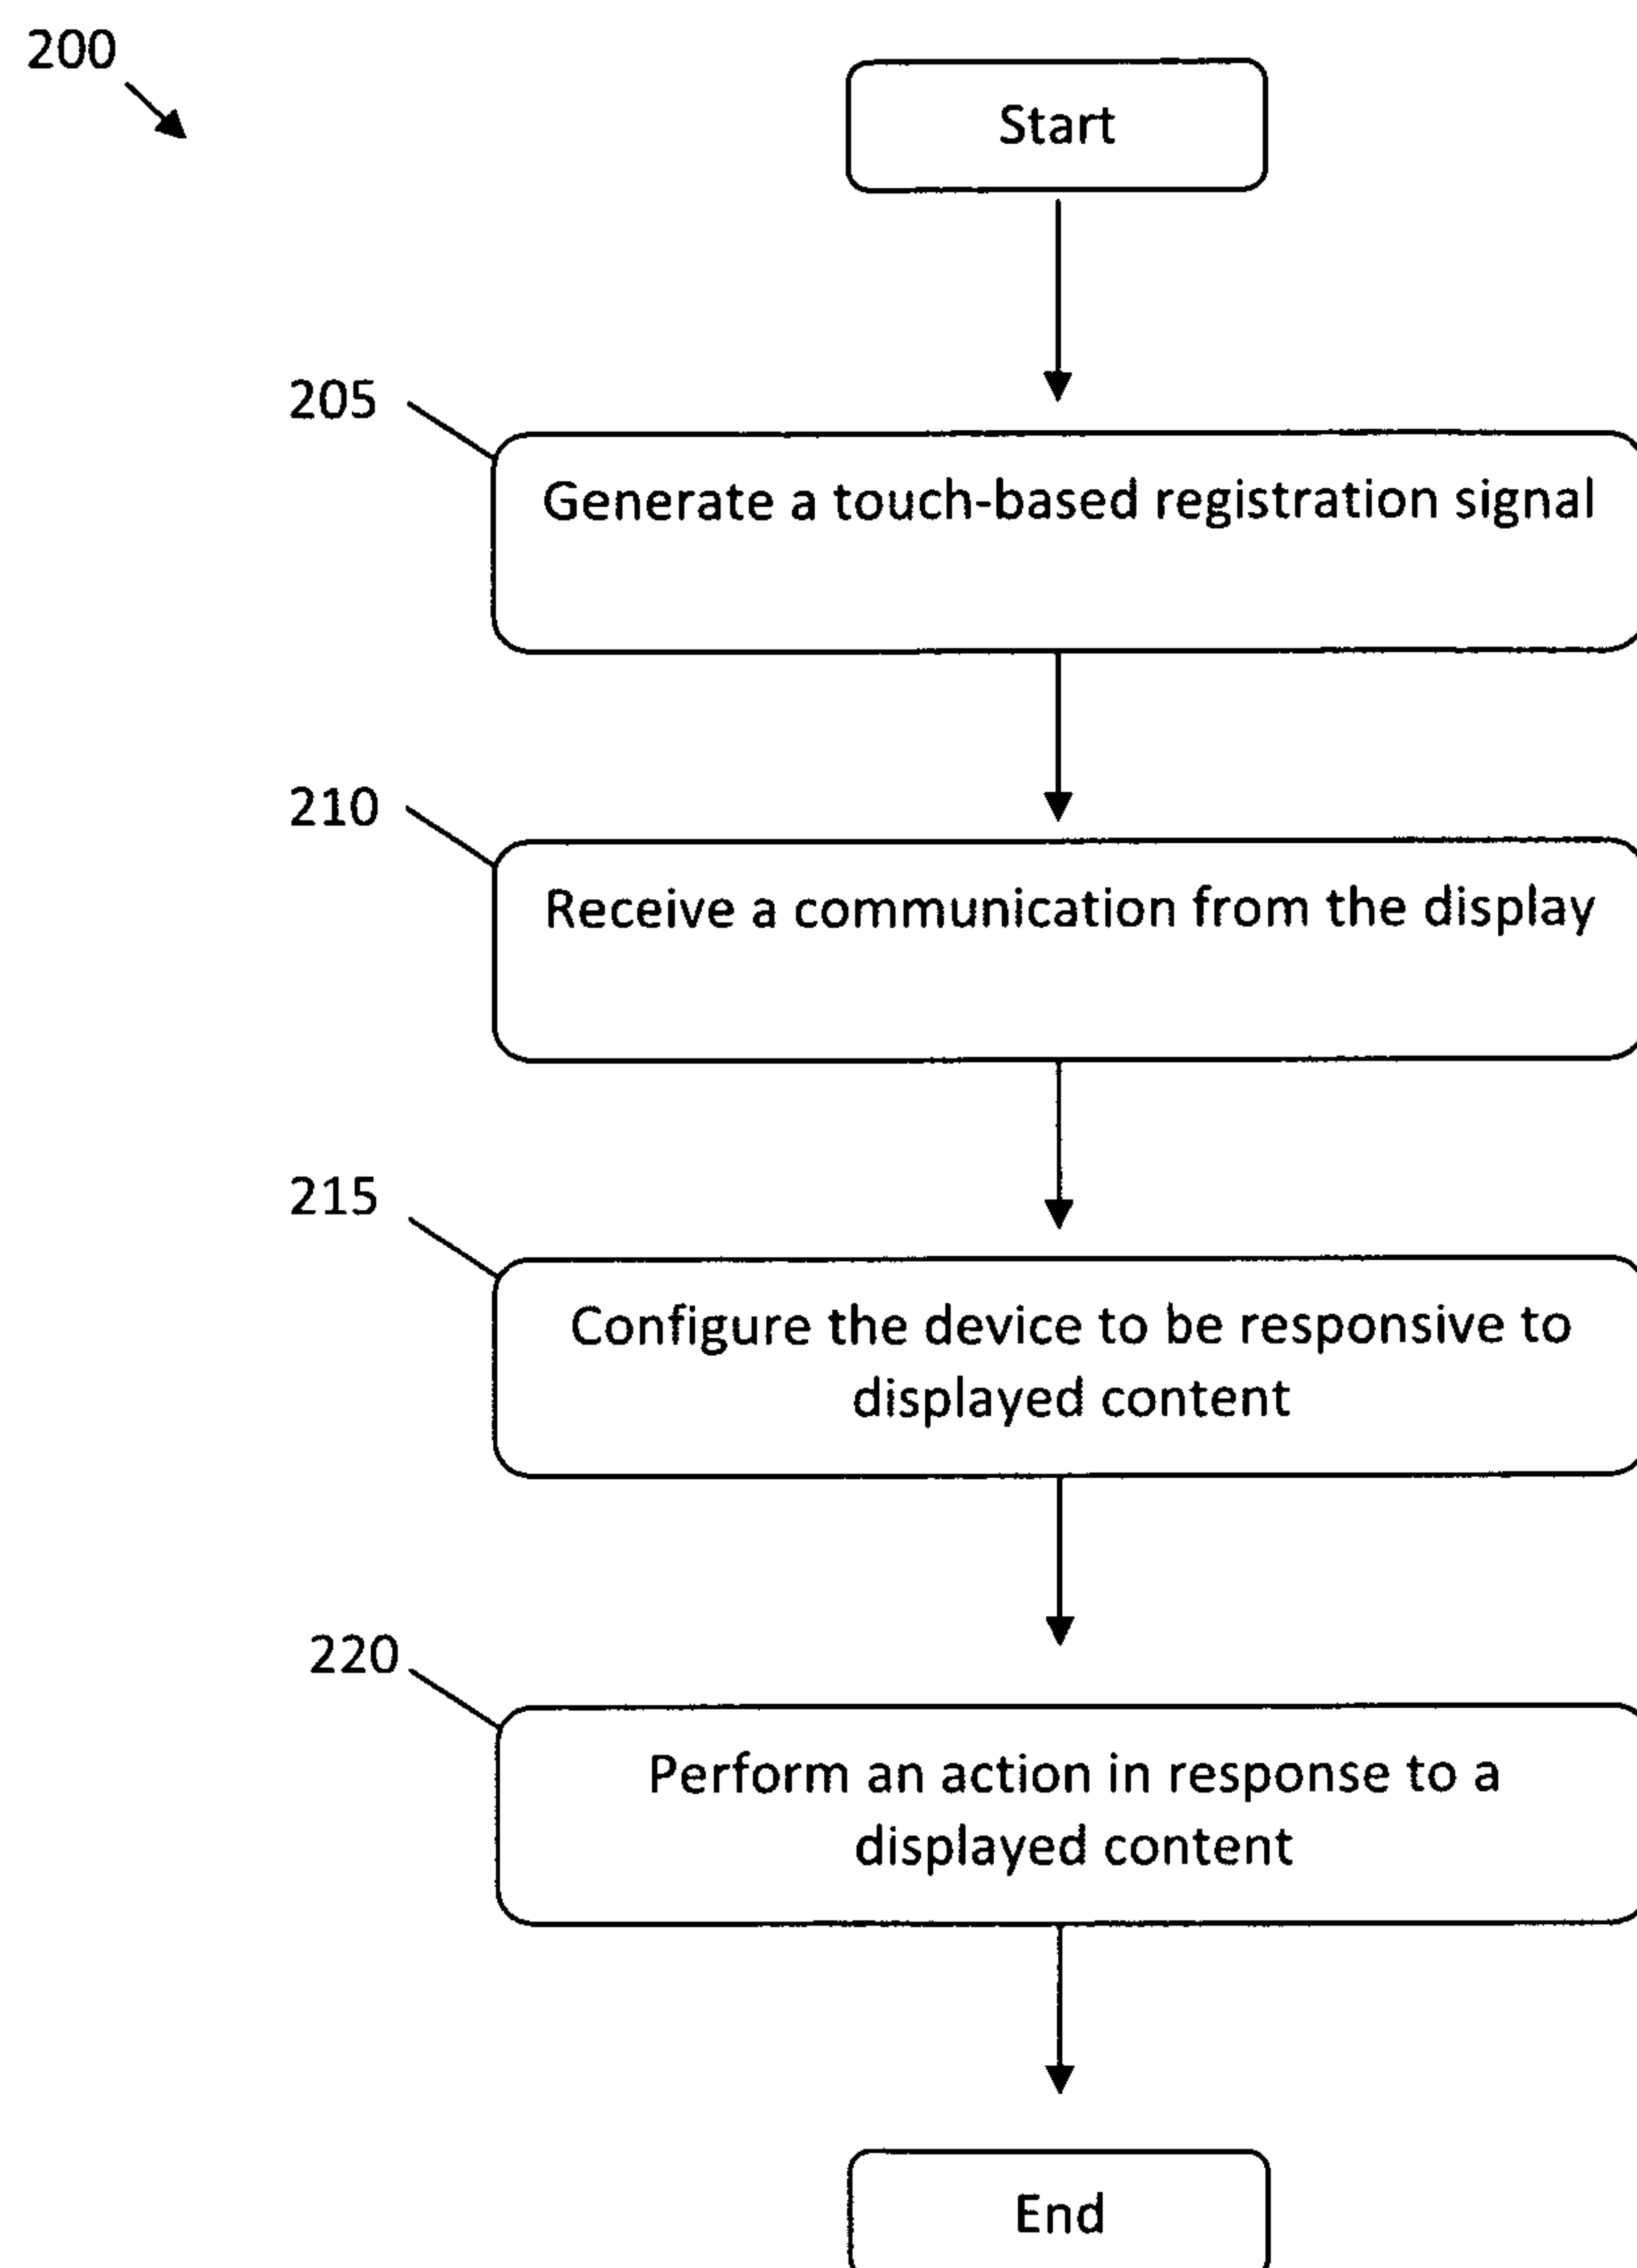 200
Start
205
Generate a touch-based registration signal
210
Receive a communication from the display
215
Configure the device to be responsive to
displayed content
220
Perform an action in response to a
displayed content
End